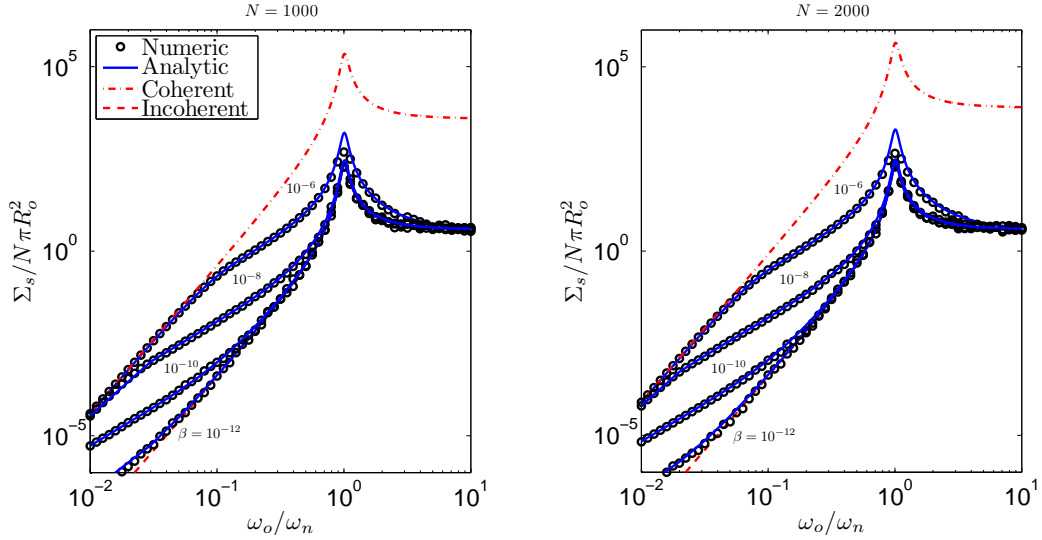 N = 1000
10^5
10^0
10^{-5}
Σ_s/NπR_o^2
Numeric
Analytic
Coherent
Incoherent
10^{-6}
10^{-8}
10^{-10}
β = 10^{-12}
10^{-2}
10^{-1}
10^0
10^1
ω_o/ω_n
N = 2000
10^5
10^0
10^{-5}
Σ_s/NπR_o^2
10^{-6}
10^{-8}
10^{-10}
β = 10^{-12}
10^{-2}
10^{-1}
10^0
10^1
ω_o/ω_n